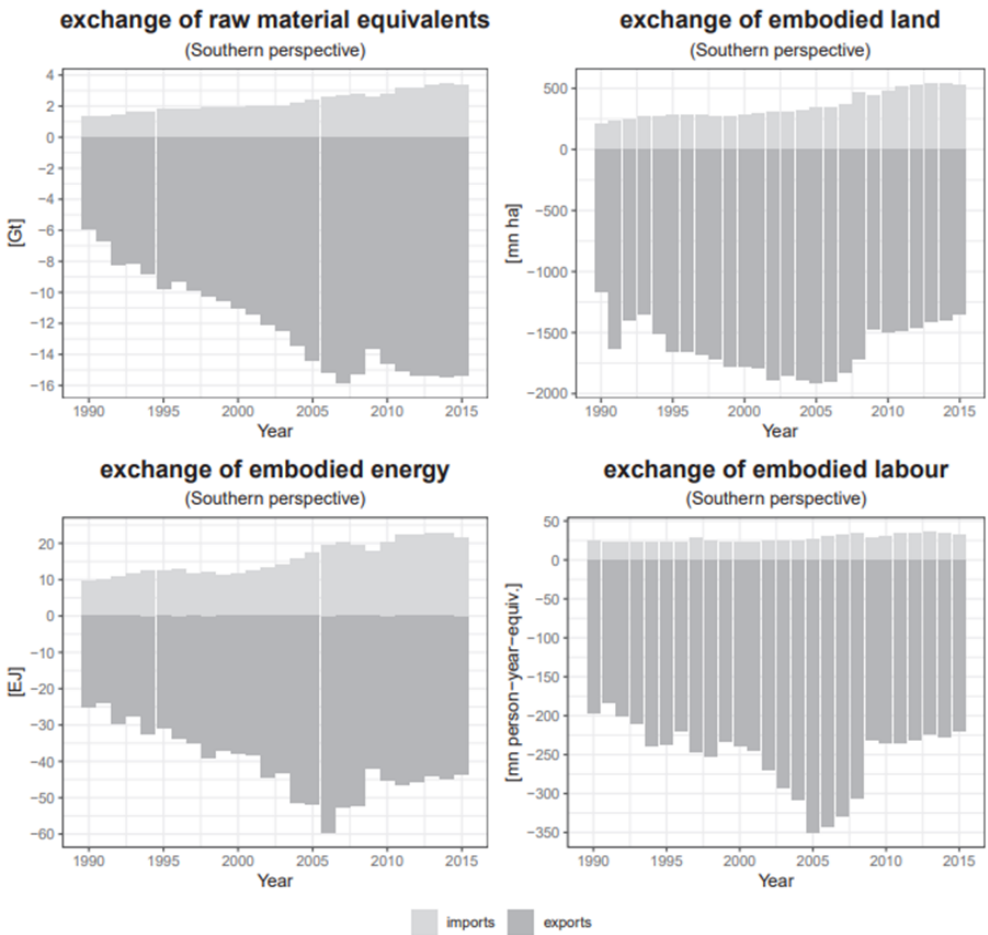 exchange of raw material equivalents
(Southern perspective)
4
2
0
−2
−4
−6
−8
−10
−12
−14
−16
[Gt]
1990 1995 2000 2005 2010 2015
Year
exchange of embodied land
(Southern perspective)
500
0
−500
−1000
−1500
−2000
[mn ha]
1990 1995 2000 2005 2010 2015
Year
exchange of embodied energy
(Southern perspective)
20
10
0
−10
−20
−30
−40
−50
−60
[EJ]
1990 1995 2000 2005 2010 2015
Year
exchange of embodied labour
(Southern perspective)
50
0
−50
−100
−150
−200
−250
−300
−350
[mn person−year−equiv.]
1990 1995 2000 2005 2010 2015
Year
imports exports